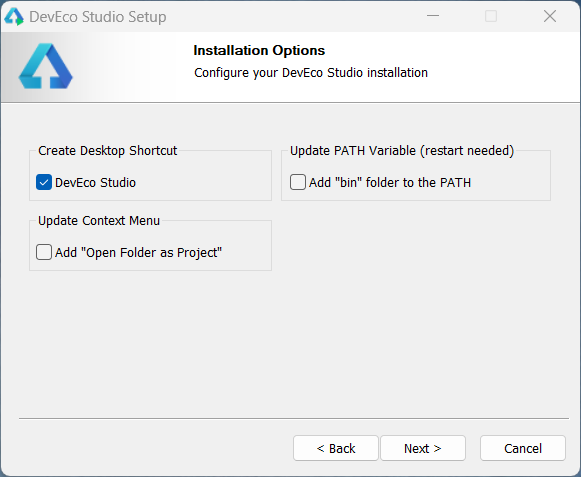 DevEco Studio Setup
Installation Options
Configure your DevEco Studio installation
Create Desktop Shortcut
DevEco Studio
Update PATH Variable (restart needed)
Add "bin" folder to the PATH
Update Context Menu
Add "Open Folder as Project"
< Back
Next >
Cancel